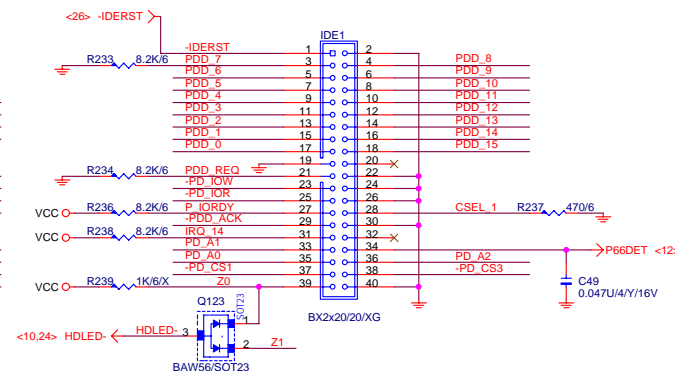 <26> -IDERST
IDE1
-IDERST 1 2
R233 8.2K/6 PDD_7 3 4 PDD_8
PDD_6 5 6 PDD_9
PDD_5 7 8 PDD_10
PDD_4 9 10 PDD_11
PDD_3 11 12 PDD_12
PDD_2 13 14 PDD_13
PDD_1 15 16 PDD_14
PDD_0 17 18 PDD_15
19 20
R234 8.2K/6 PDD_REQ 21 22
-PD_IOW 23 24
-PD_IOR 25 26
VCC R236 8.2K/6 P_IORDY 27 28 CSEL_1 R237 470/6
-PDD_ACK 29 30
VCC R238 8.2K/6 IRQ_14 31 32
PD_A1 33 34 P66DET <12
PD_A0 35 36 PD_A2
-PD_CS1 37 38 -PD_CS3
VCC R239 1K/6/X Z0 39 40
C49
0.047U/4/Y/16V
Q123
SOT23
BX2x20/20/XG
1
<10,24> HDLED- HDLED- 3
2 Z1
BAW56/SOT23